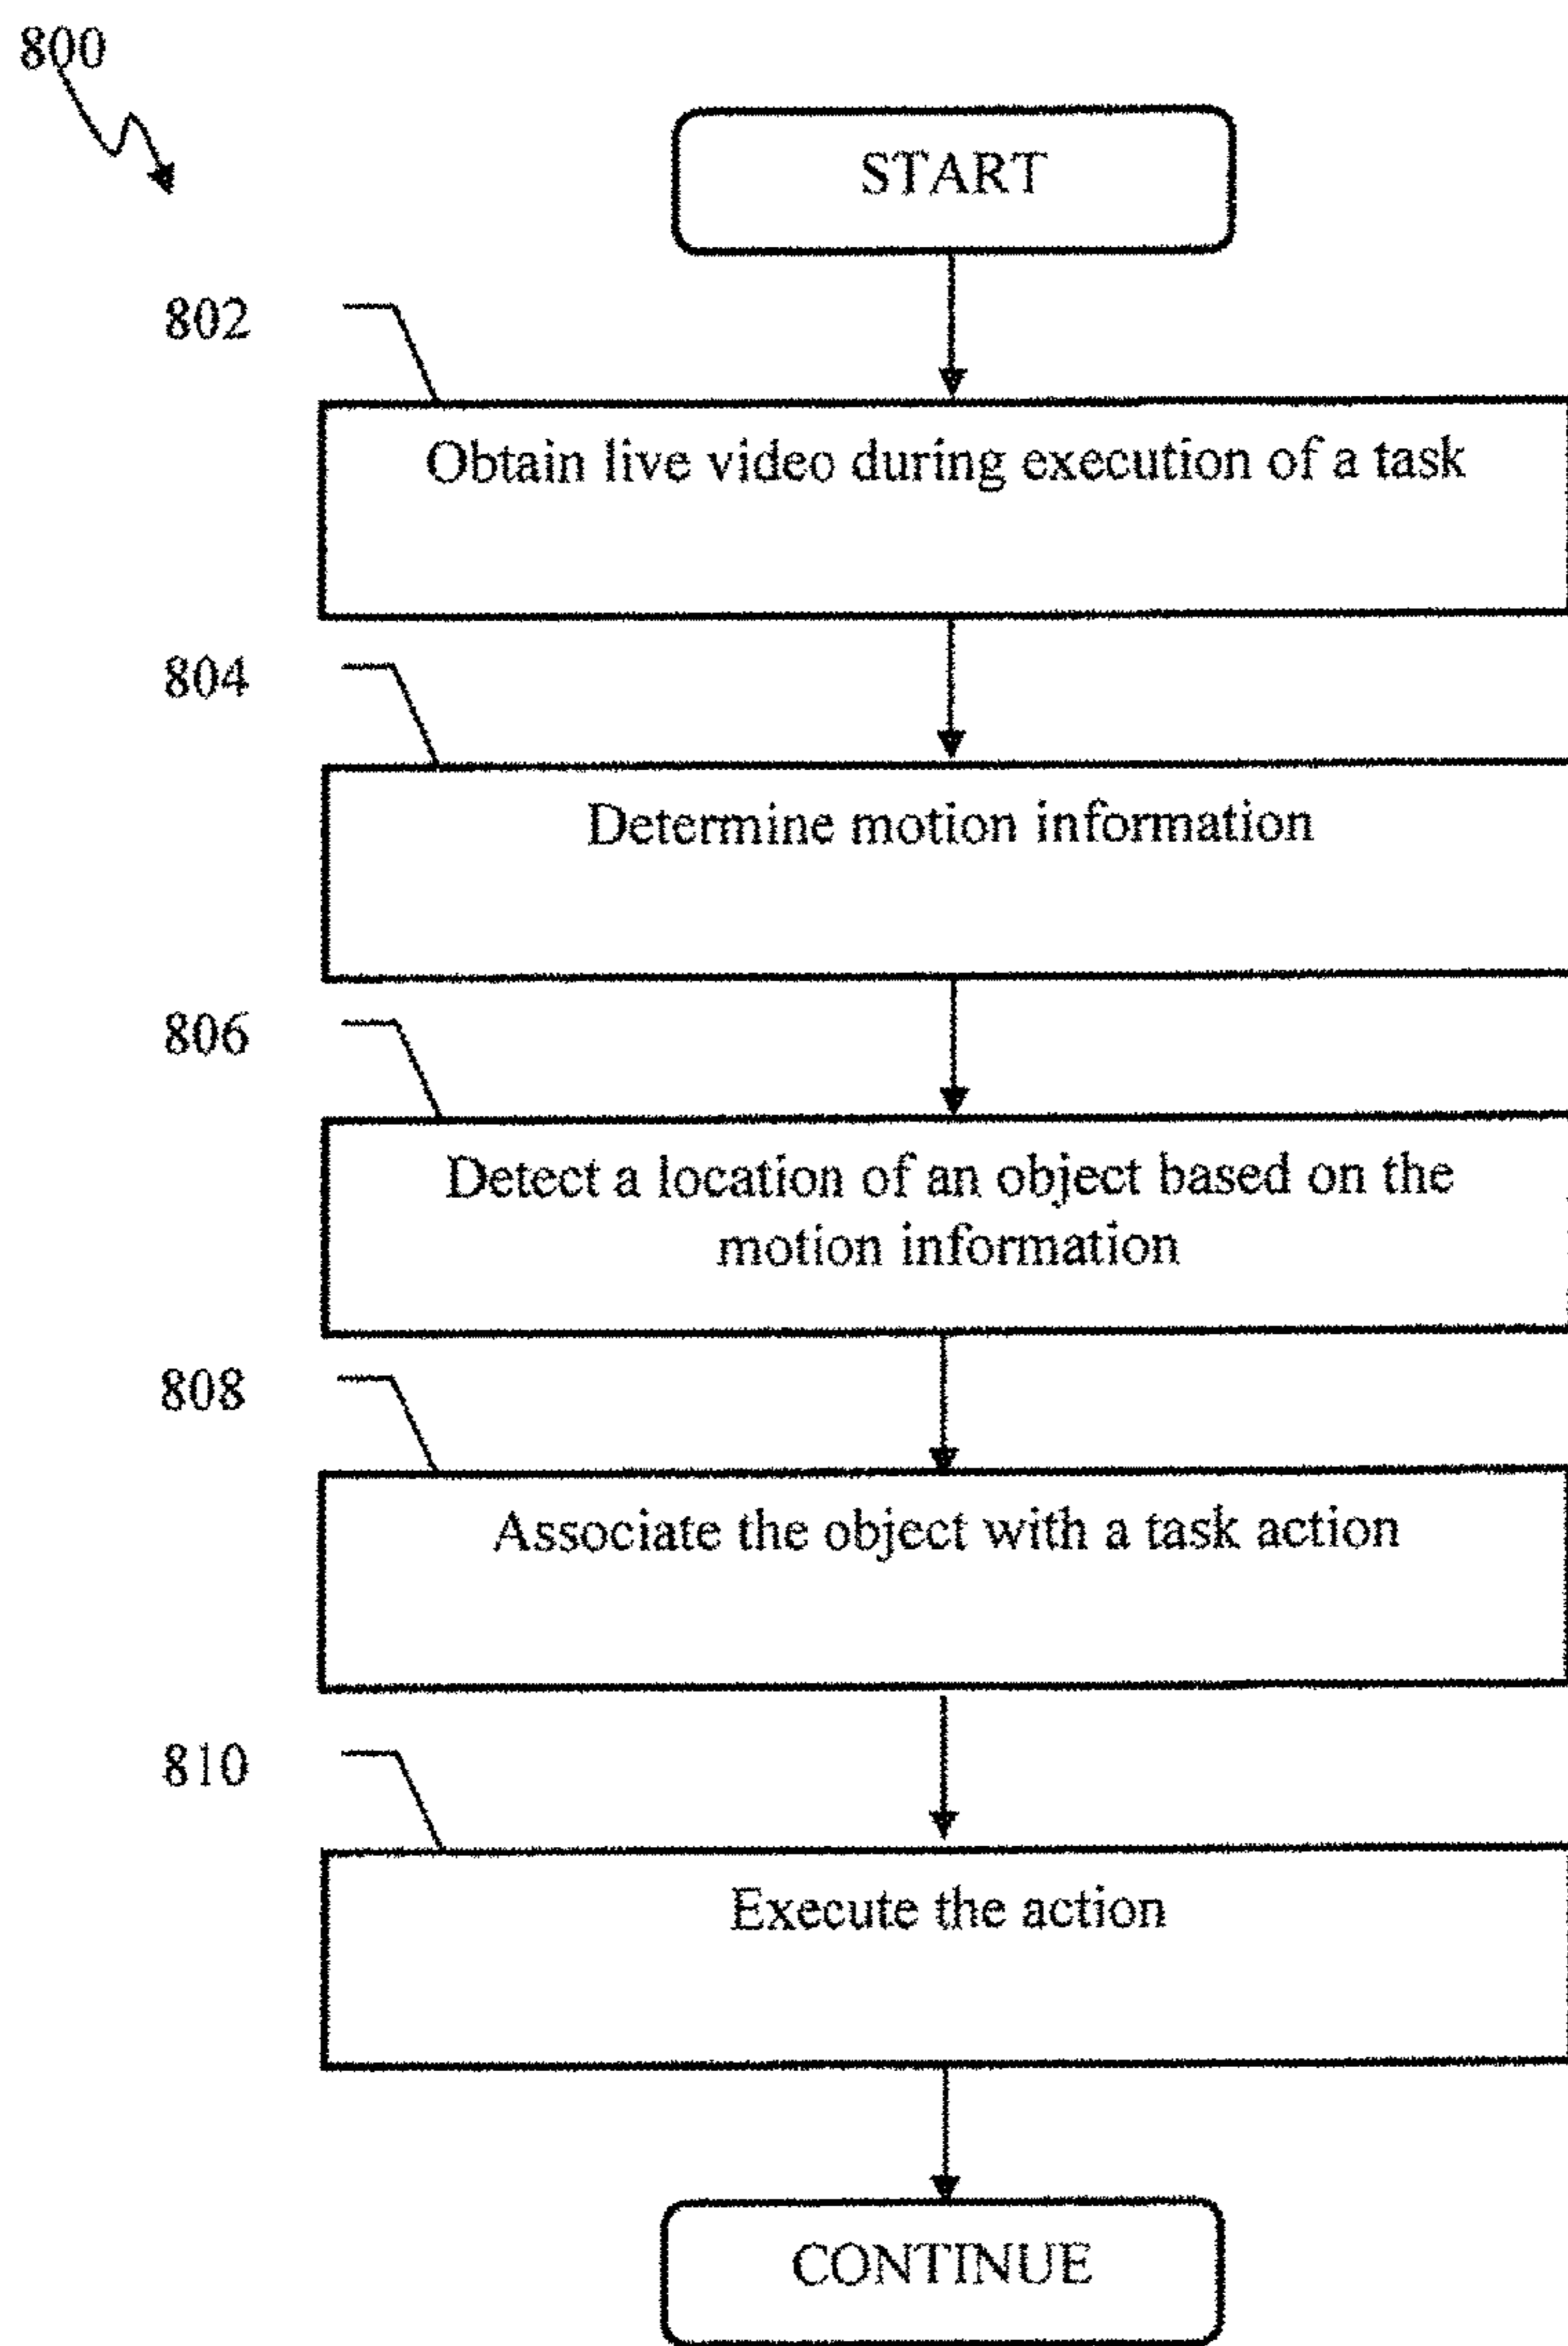 800
START
802
Obtain live video during execution of a task
804
Determine motion information
806
Detect a location of an object based on the
motion information
808
Associate the object with a task action
810
Execute the action
CONTINUE